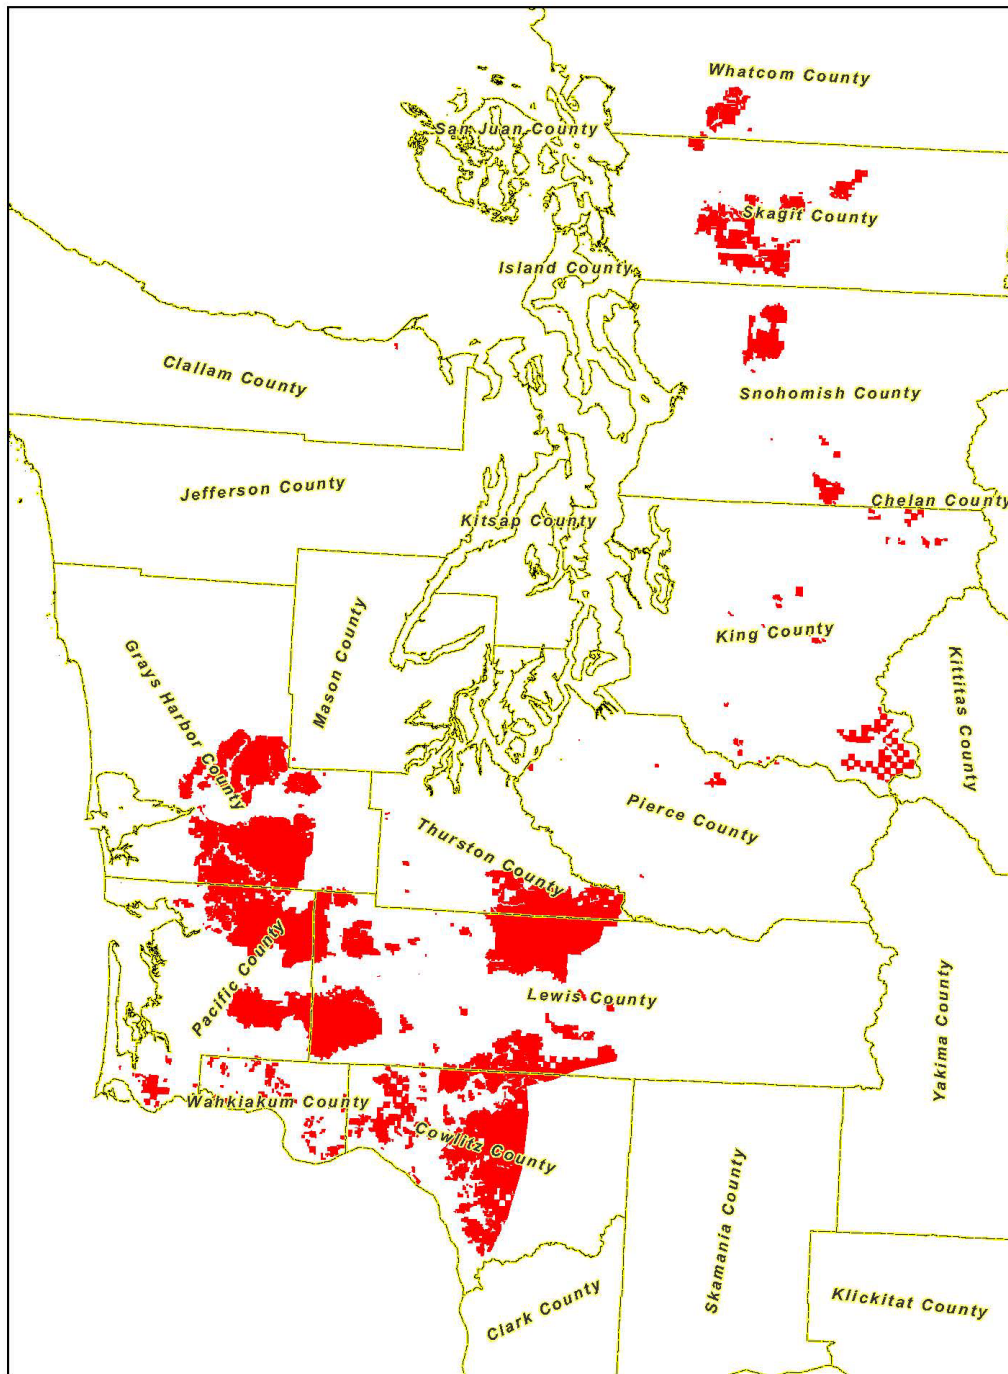 Whatcom County
San Juan County
Skagit County
Island County
Clallam County
Snohomish County
Jefferson County
Chelan County
Kitsap County
King County
Mason County
Grays Harbor County
Kittitas County
Pierce County
Thurston County
Pacific County
Lewis County
Yakima County
Wahkiakum County
Cowlitz County
Skamania County
Clark County
Klickitat County